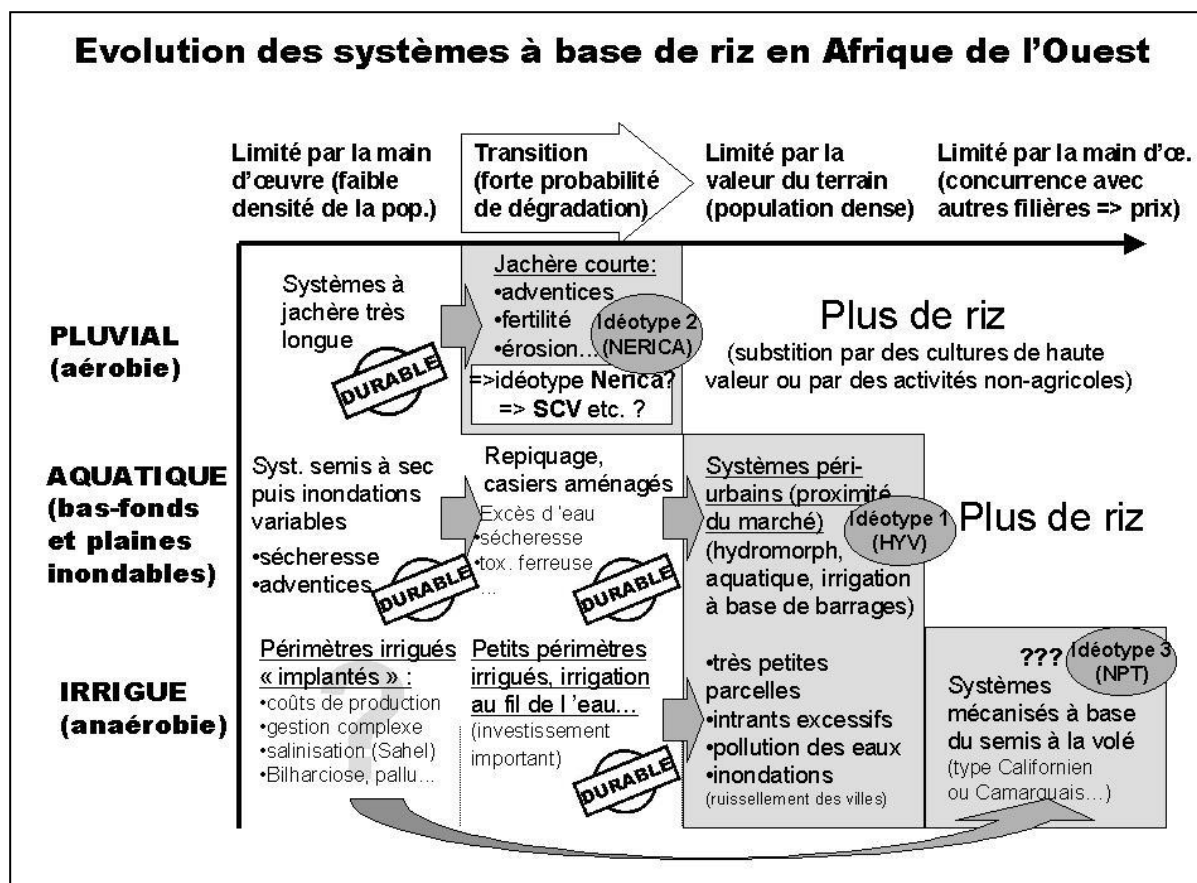 Evolution des systèmes à base de riz en Afrique de l'Ouest
Limité par la main
d'œuvre (faible
densité de la pop.)
Transition
(forte probabilité
de dégradation)
Limité par la
valeur du terrain
(population dense)
Limité par la main d'œ.
(concurrence avec
autres filières => prix)
PLUVIAL
(aérobie)
Systèmes à
jachère très
longue
DURABLE
Jachère courte:
•adventices
•fertilité
•érosion...
Idéotype 2
(NERICA)
=>idéotype Nerica?
=> SCV etc. ?
Plus de riz
(substition par des cultures de haute
valeur ou par des activités non-agricoles)
AQUATIQUE
(bas-fonds
et plaines
inondables)
Syst. semis à sec
puis inondations
variables
•sécheresse
•adventices
DURABLE
Repiquage,
casiers aménagés
Excès d 'eau
•sécheresse
•tox. ferreuse
...
DURABLE
Systèmes péri-
urbains (proximité
du marché)
(hydromorph,
aquatique, irrigation
à base de barrages)
Idéotype 1
(HYV)
Plus de riz
IRRIGUE
(anaérobie)
?
Périmètres irrigués
« implantés » :
•coûts de production
•gestion complexe
•salinisation (Sahel)
•Bilharciose, pallu...
Petits périmètres
irrigués, irrigation
au fil de l 'eau...
(investissement
important)
DURABLE
•très petites
parcelles
•intrants excessifs
•pollution des eaux
•inondations
(ruissellement des villes)
???
Idéotype 3
(NPT)
Systèmes
mécanisés à base
du semis à la volé
(type Californien
ou Camarguais...)